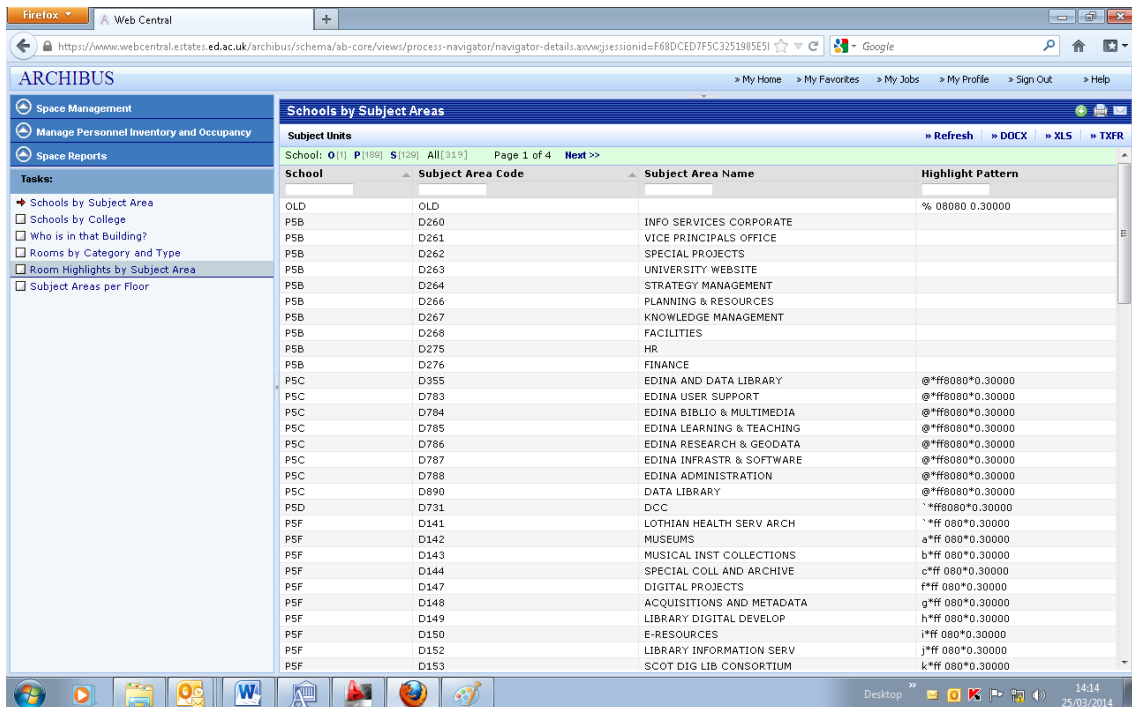 Firefox
Web Central
+
https://www.webcentral.estates.ed.ac.uk/archibus/schema/ab-core/views/process-navigator/navigator-details.axvw;jsessionid=F68DCED7F5C3251985E5I
Google
ARCHIBUS
» My Home » My Favorites » My Jobs » My Profile » Sign Out » Help
Space Management
Manage Personnel Inventory and Occupancy
Space Reports
Tasks:
Schools by Subject Area
Schools by College
Who is in that Building?
Rooms by Category and Type
Room Highlights by Subject Area
Subject Areas per Floor
Schools by Subject Areas
Subject Units » Refresh » DOCX » XLS » TXFR
School: O[1] P[189] S[129] All[319] Page 1 of 4 Next >>
School Subject Area Code Subject Area Name Highlight Pattern
OLD OLD % 08080 0.30000
P5B D260 INFO SERVICES CORPORATE
P5B D261 VICE PRINCIPALS OFFICE
P5B D262 SPECIAL PROJECTS
P5B D263 UNIVERSITY WEBSITE
P5B D264 STRATEGY MANAGEMENT
P5B D266 PLANNING & RESOURCES
P5B D267 KNOWLEDGE MANAGEMENT
P5B D268 FACILITIES
P5B D275 HR
P5B D276 FINANCE
P5C D355 EDINA AND DATA LIBRARY @*ff8080*0.30000
P5C D783 EDINA USER SUPPORT @*ff8080*0.30000
P5C D784 EDINA BIBLIO & MULTIMEDIA @*ff8080*0.30000
P5C D785 EDINA LEARNING & TEACHING @*ff8080*0.30000
P5C D786 EDINA RESEARCH & GEODATA @*ff8080*0.30000
P5C D787 EDINA INFRASTR & SOFTWARE @*ff8080*0.30000
P5C D788 EDINA ADMINISTRATION @*ff8080*0.30000
P5C D890 DATA LIBRARY @*ff8080*0.30000
P5D D731 DCC `*ff8080*0.30000
P5F D141 LOTHIAN HEALTH SERV ARCH `*ff 080*0.30000
P5F D142 MUSEUMS a*ff 080*0.30000
P5F D143 MUSICAL INST COLLECTIONS b*ff 080*0.30000
P5F D144 SPECIAL COLL AND ARCHIVE c*ff 080*0.30000
P5F D147 DIGITAL PROJECTS f*ff 080*0.30000
P5F D148 ACQUISITIONS AND METADATA g*ff 080*0.30000
P5F D149 LIBRARY DIGITAL DEVELOP h*ff 080*0.30000
P5F D150 E-RESOURCES i*ff 080*0.30000
P5F D152 LIBRARY INFORMATION SERV j*ff 080*0.30000
P5F D153 SCOT DIG LIB CONSORTIUM k*ff 080*0.30000
Desktop »
14:14
25/03/2014